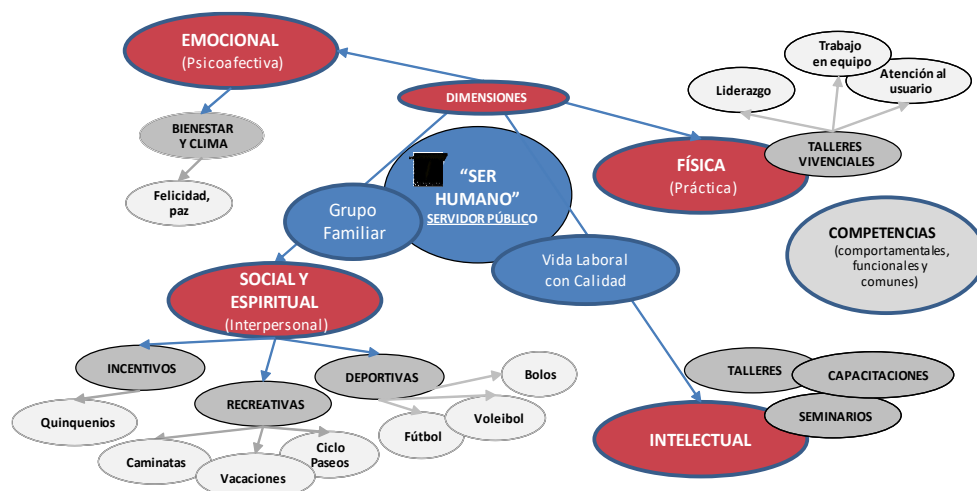 EMOCIONAL
(Psicoafectiva)
DIMENSIONES
Trabajo
en equipo
Liderazgo
Atención al
usuario
BIENESTAR
Y CLIMA
TALLERES
VIVENCIALES
FÍSICA
(Práctica)
"SER
HUMANO"
SERVIDOR PÚBLICO
Felicidad,
paz
Grupo
Familiar
COMPETENCIAS
(comportamentales,
funcionales y
comunes)
Vida Laboral
con Calidad
SOCIAL Y
ESPIRITUAL
(Interpersonal)
INCENTIVOS
DEPORTIVAS
Bolos
TALLERES
CAPACITACIONES
RECREATIVAS
SEMINARIOS
Quinquenios
Voleibol
Fútbol
INTELECTUAL
Caminatas
Ciclo
Paseos
Vacaciones